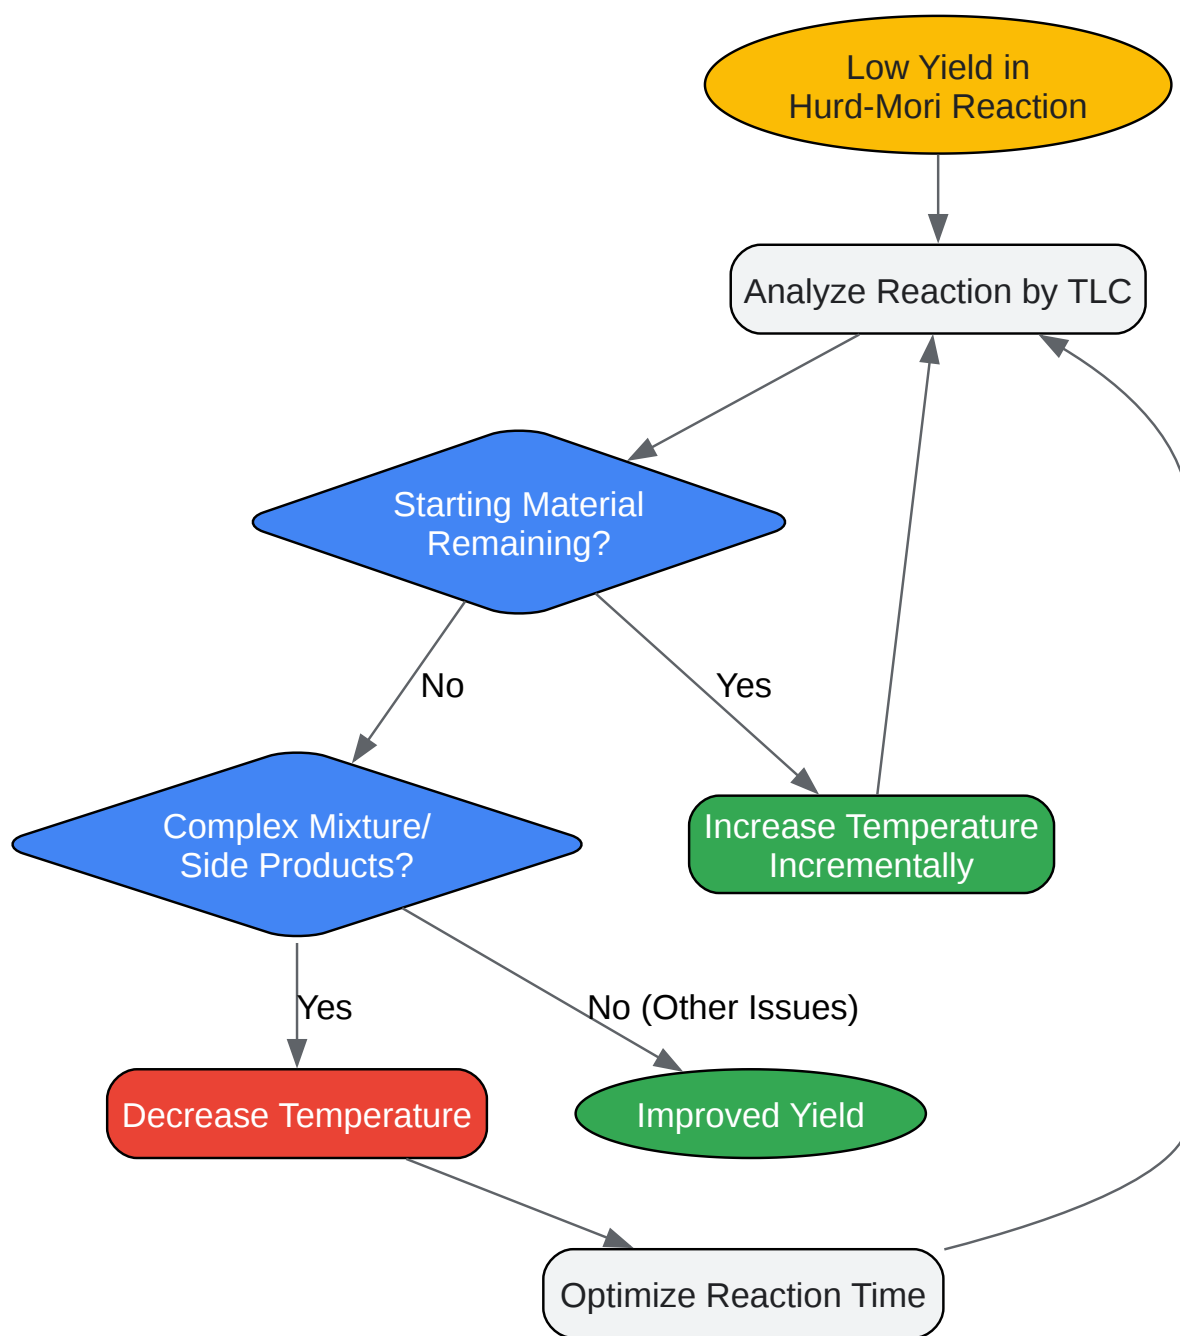 Low Yield in
Hurd-Mori Reaction
Analyze Reaction by TLC
Starting Material
Remaining?
No
Yes
Complex Mixture/
Side Products?
Increase Temperature
Incrementally
Yes
No (Other Issues)
Decrease Temperature
Improved Yield
Optimize Reaction Time